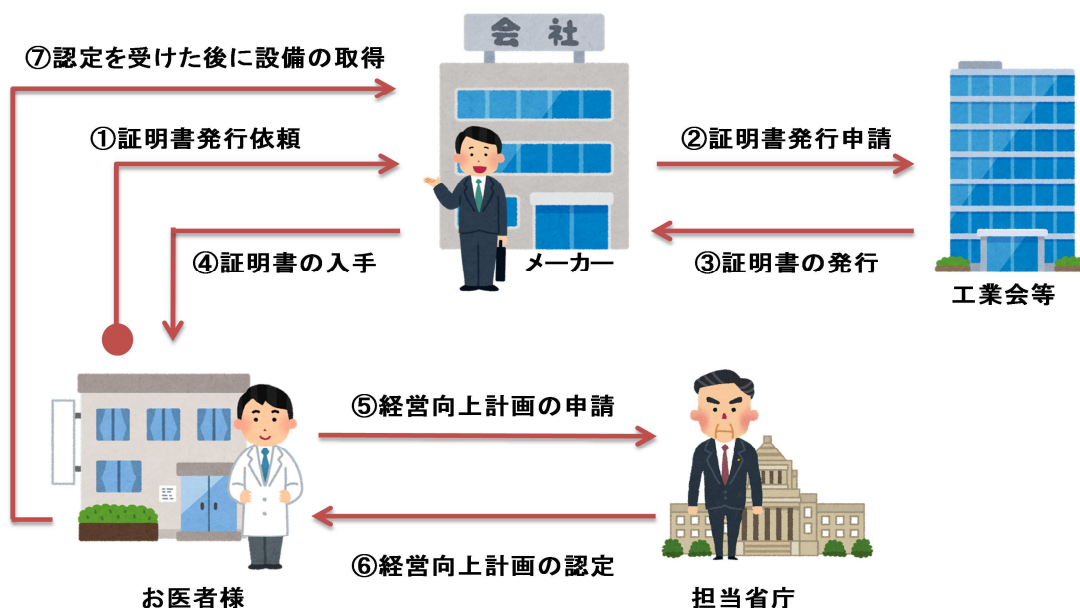 会社
⑦認定を受けた後に設備の取得
①証明書発行依頼
②証明書発行申請
④証明書の入手
メーカー
③証明書の発行
工業会等
⑤経営向上計画の申請
⑥経営向上計画の認定
お医者様
担当省庁